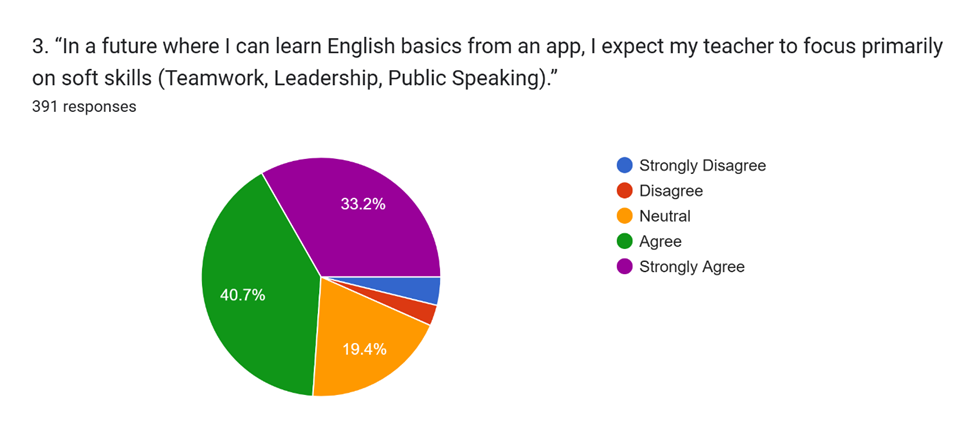 3. “In a future where I can learn English basics from an app, I expect my teacher to focus primarily
on soft skills (Teamwork, Leadership, Public Speaking).”
391 responses
33.2%
40.7%
19.4%
Strongly Disagree
Disagree
Neutral
Agree
Strongly Agree